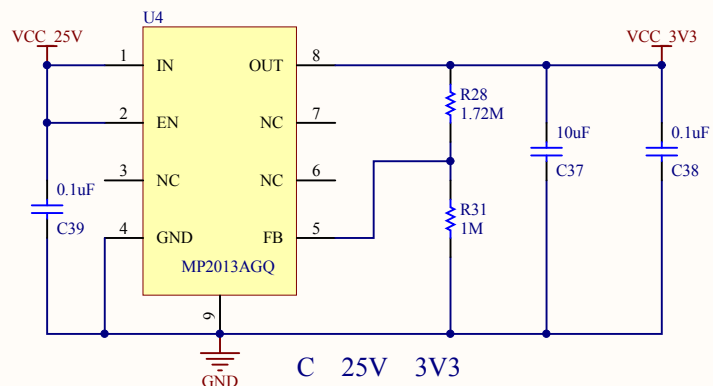 U4
VCC_25V
VCC_3V3
1 IN OUT 8
2 EN NC 7
3 NC NC 6
4 GND FB 5
MP2013AGQ
9
0.1uF
C39
R28
1.72M
R31
1M
10uF
C37
0.1uF
C38
GND
C 25V 3V3